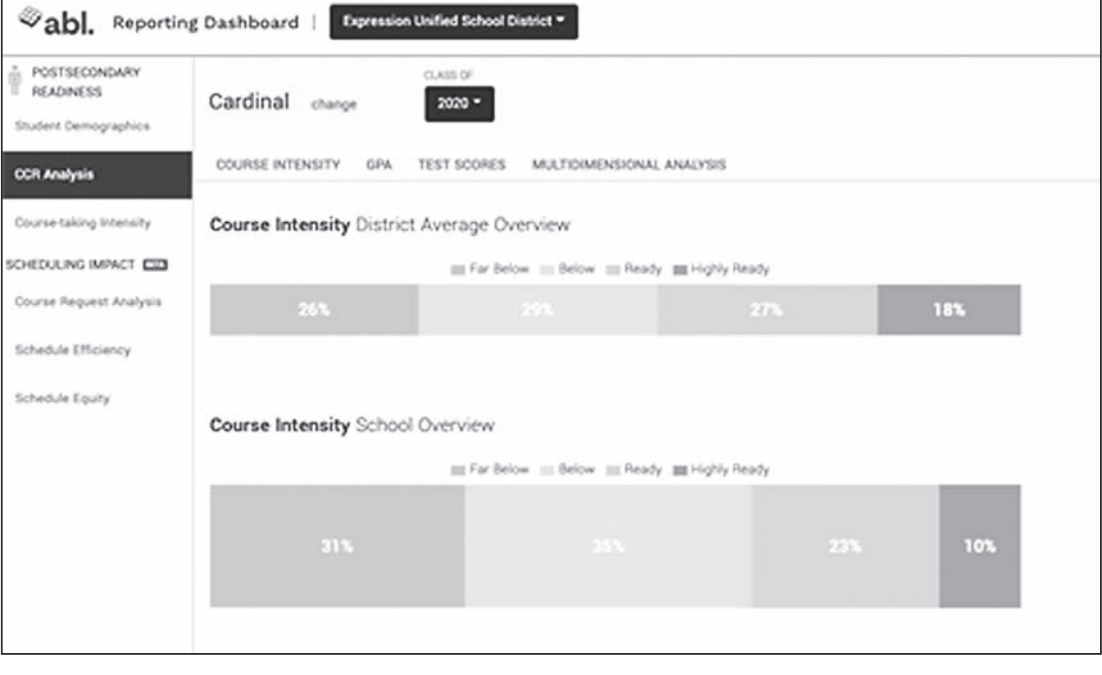 abl. Reporting Dashboard | Expression Unified School District
POSTSECONDARY
READINESS
Student Demographics
CCR Analysis
Course-taking Intensity
SCHEDULING IMPACT
Course Request Analysis
Schedule Efficiency
Schedule Equity
CLASS OF
Cardinal change 2020
COURSE INTENSITY GPA TEST SCORES MULTIDIMENSIONAL ANALYSIS
Course Intensity District Average Overview
Far Below Below Ready Highly Ready
26% 29% 27% 18%
Course Intensity School Overview
Far Below Below Ready Highly Ready
31% 35% 23% 10%